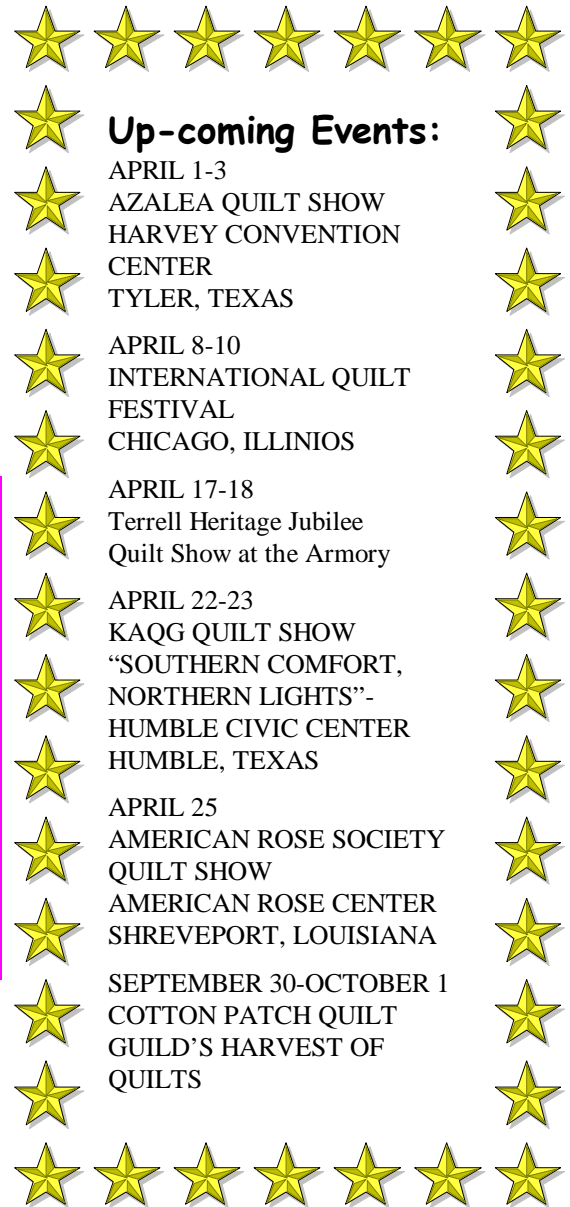 Up-coming Events:
APRIL 1-3
AZALEA QUILT SHOW
HARVEY CONVENTION
CENTER
TYLER, TEXAS
APRIL 8-10
INTERNATIONAL QUILT
FESTIVAL
CHICAGO, ILLINIOS
APRIL 17-18
Terrell Heritage Jubilee
Quilt Show at the Armory
APRIL 22-23
KAQG QUILT SHOW
“SOUTHERN COMFORT,
NORTHERN LIGHTS”-
HUMBLE CIVIC CENTER
HUMBLE, TEXAS
APRIL 25
AMERICAN ROSE SOCIETY
QUILT SHOW
AMERICAN ROSE CENTER
SHREVEPORT, LOUISIANA
SEPTEMBER 30-OCTOBER 1
COTTON PATCH QUILT
GUILD’S HARVEST OF
QUILTS